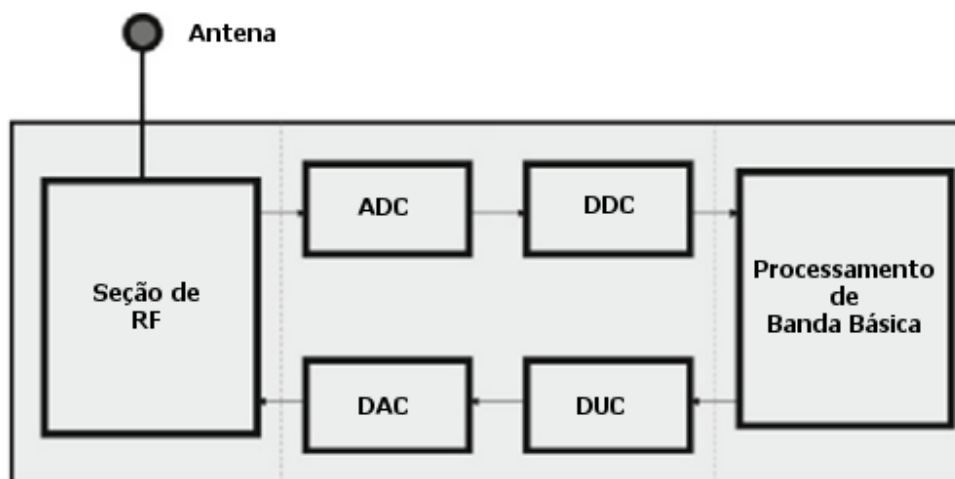 Antena
ADC
DDC
Seção de
RF
Processamento
de
Banda Básica
DAC
DUC